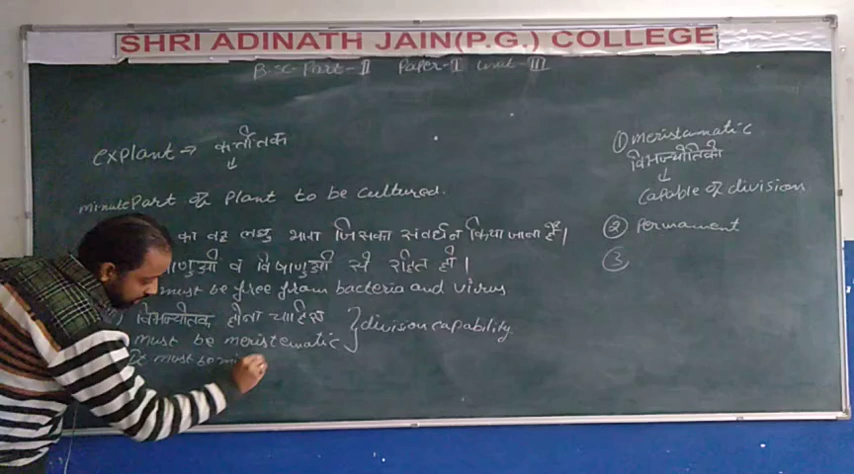 SHRI ADINATH JAIN(P.G.) COLLEGE
B.Sc-Part-II Paper-I Unit-III
explant → कर्तोतक
↓
minute Part of Plant to be cultured.
का वह लघु भाग जिसका संवर्धन किया जाना है।
व विषाणुओं से रहित हो।
must be free from bacteria and virus
विभज्योतक होना चाहिए
must be meristematic
} division capability.
It must be
① meristematic
विभज्योतिकी
↓
capable of division
② permanent
③